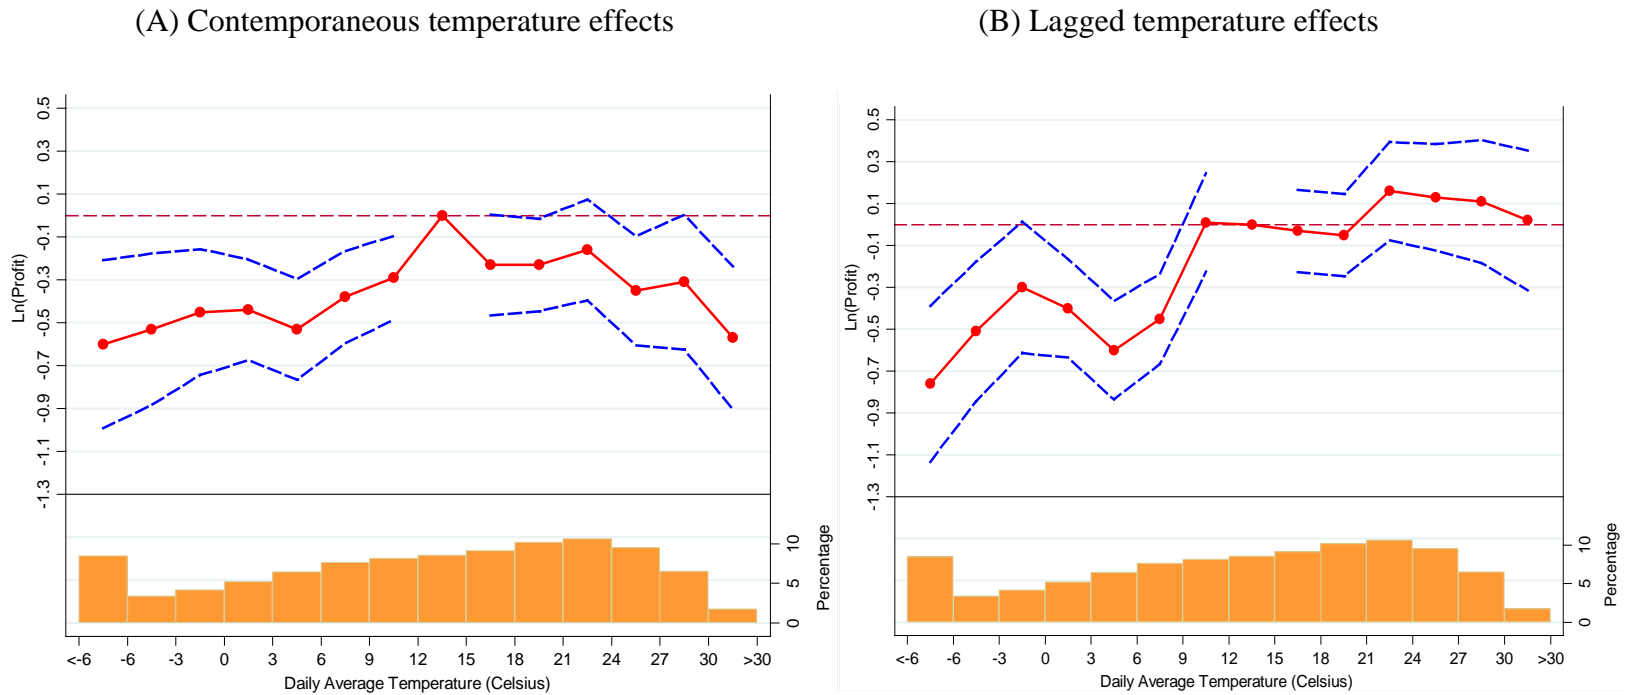 (A) Contemporaneous temperature effects
(B) Lagged temperature effects
Ln(Profit)
0.5
0.3
0.1
-0.1
-0.3
-0.5
-0.7
-0.9
-1.1
-1.3
10
5
0
Percentage
<-6 -6 -3 0 3 6 9 12 15 18 21 24 27 30 >30
Daily Average Temperature (Celsius)
Ln(Profit)
0.5
0.3
0.1
-0.1
-0.3
-0.5
-0.7
-0.9
-1.1
-1.3
10
5
0
Percentage
<-6 -6 -3 0 3 6 9 12 15 18 21 24 27 30 >30
Daily Average Temperature (Celsius)